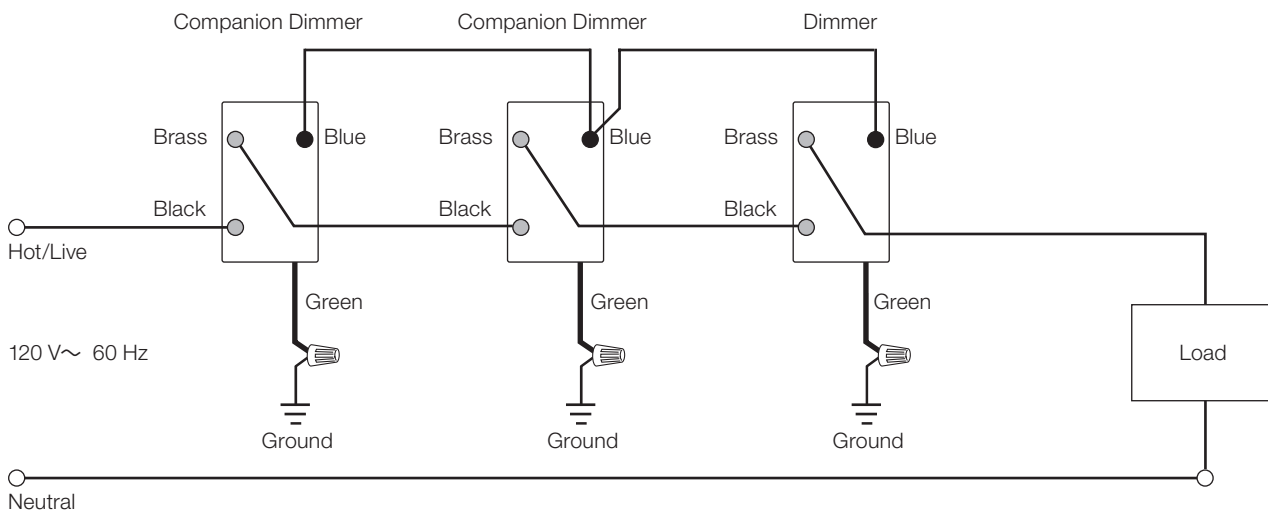 Companion Dimmer
Companion Dimmer
Dimmer
Brass
Blue
Brass
Blue
Brass
Blue
Black
Black
Black
Hot/Live
Green
Green
Green
120 V~ 60 Hz
Load
Ground
Ground
Ground
Neutral